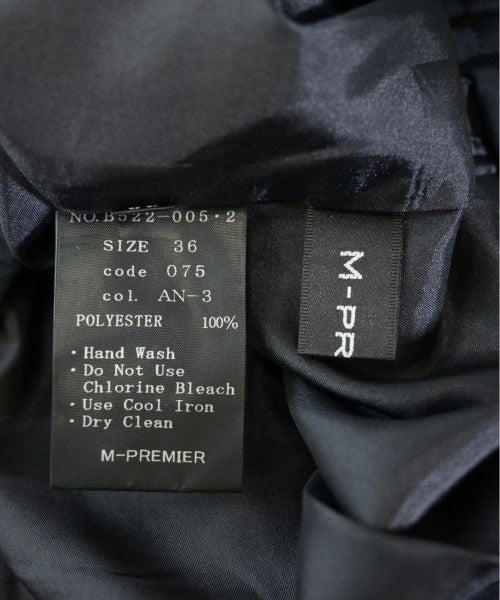 NO.B522-005·2
SIZE 36
code 075
col. AN-3
POLYESTER 100%
· Hand Wash
· Do Not Use
Chlorine Bleach
· Use Cool Iron
· Dry Clean
M-PREMIER
M-PR